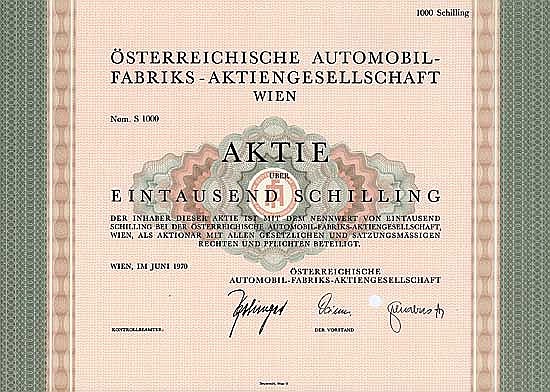 1000 Schilling
ÖSTERREICHISCHE AUTOMOBIL-
FABRIKS-AKTIENGESELLSCHAFT
WIEN
Nom. S 1000
AKTIE
ÜBER
EINTAUSEND SCHILLING
DER INHABER DIESER AKTIE IST MIT DEM NENNWERT VON EINTAUSEND
SCHILLING BEI DER ÖSTERREICHISCHE AUTOMOBIL-FABRIKS-AKTIENGESELLSCHAFT,
WIEN, ALS AKTIONÄR MIT ALLEN GESETZLICHEN UND SATZUNGSMÄSSIGEN
RECHTEN UND PFLICHTEN BETEILIGT.
WIEN, IM JUNI 1970
ÖSTERREICHISCHE
AUTOMOBIL-FABRIKS-AKTIENGESELLSCHAFT
KONTROLLBEAMTER:
DER VORSTAND